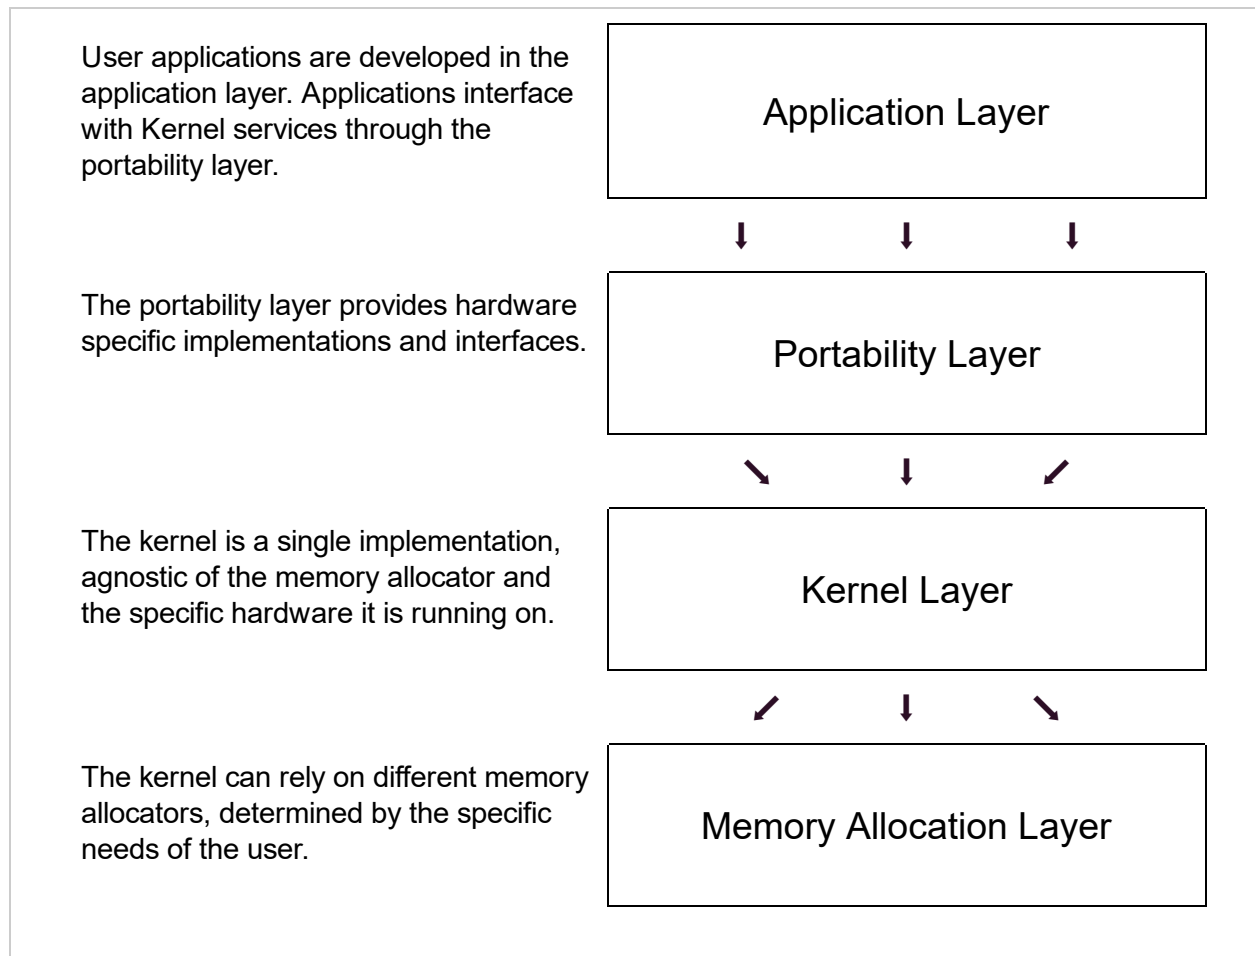 User applications are developed in the
application layer. Applications interface
with Kernel services through the
portability layer.
Application Layer
The portability layer provides hardware
specific implementations and interfaces.
Portability Layer
The kernel is a single implementation,
agnostic of the memory allocator and
the specific hardware it is running on.
Kernel Layer
The kernel can rely on different memory
allocators, determined by the specific
needs of the user.
Memory Allocation Layer